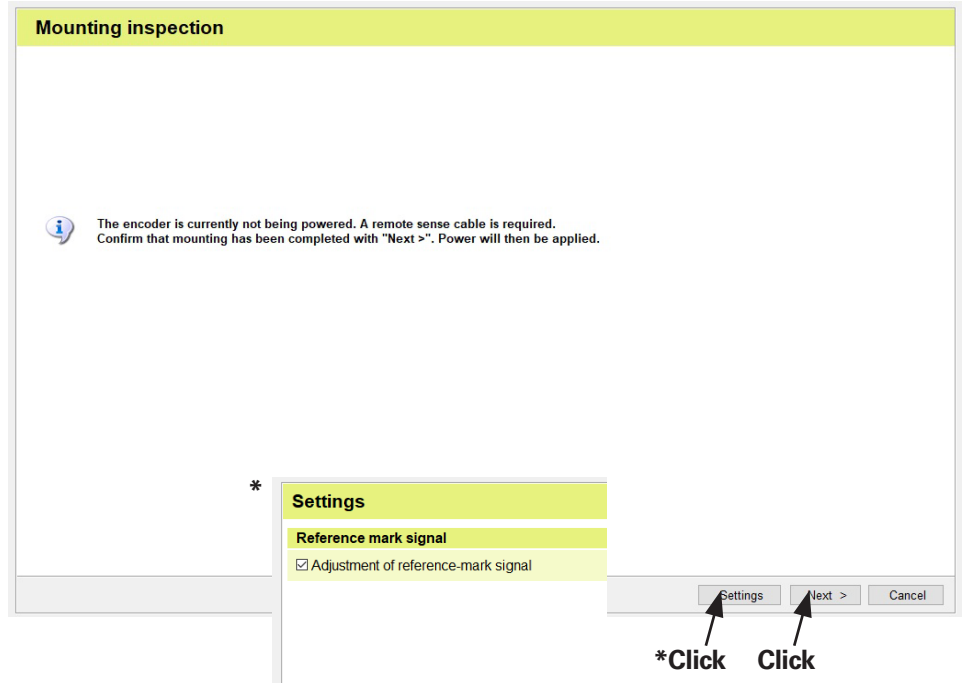 Mounting inspection
The encoder is currently not being powered. A remote sense cable is required.
Confirm that mounting has been completed with "Next >". Power will then be applied.
*
Settings
Reference mark signal
Adjustment of reference-mark signal
Settings Next > Cancel
*Click Click